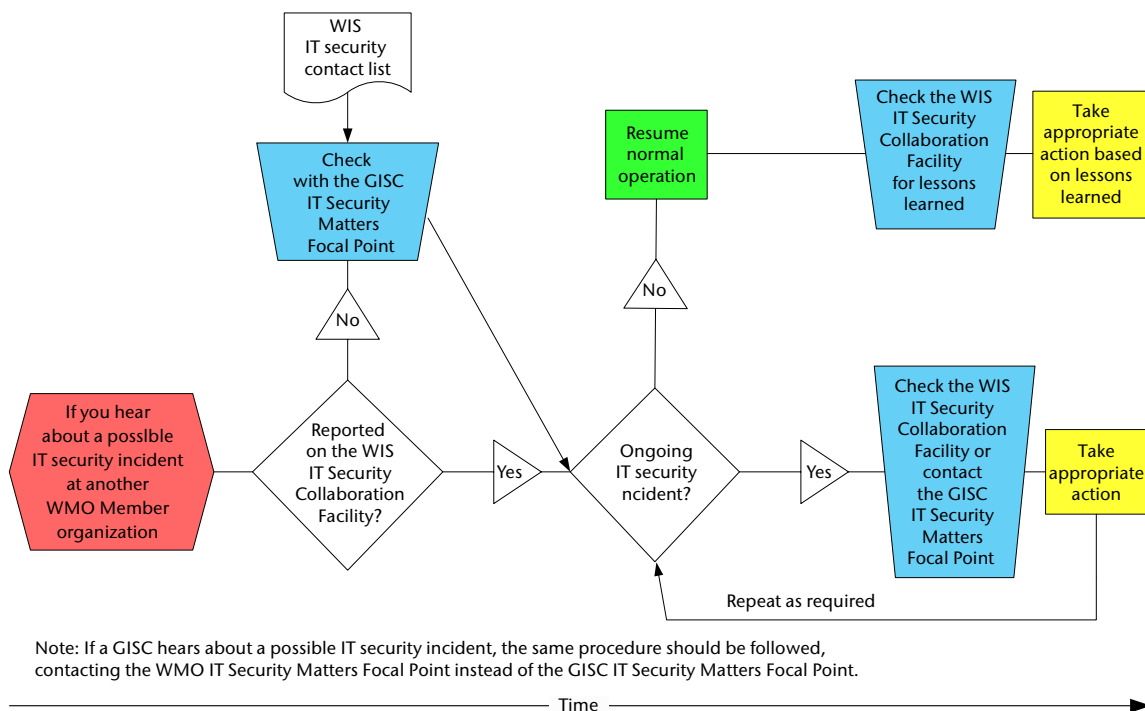 WIS
IT security
contact list
Check
with the GISC
IT Security
Matters
Focal Point
No
If you hear
about a posslble
IT security incident
at another
WMO Member
organization
Reported
on the WIS
IT Security
Collaboration
Facility?
Yes
Ongoing
IT security
ncident?
No
Resume
normal
operation
Check the WIS
IT Security
Collaboration
Facility
for lessons
learned
Take
appropriate
action based
on lessons
learned
Yes
Check the WIS
IT Security
Collaboration
Facility or
contact
the GISC
IT Security
Matters
Focal Point
Take
appropriate
action
Repeat as required
Note: If a GISC hears about a possible IT security incident, the same procedure should be followed,
contacting the WMO IT Security Matters Focal Point instead of the GISC IT Security Matters Focal Point.
Time